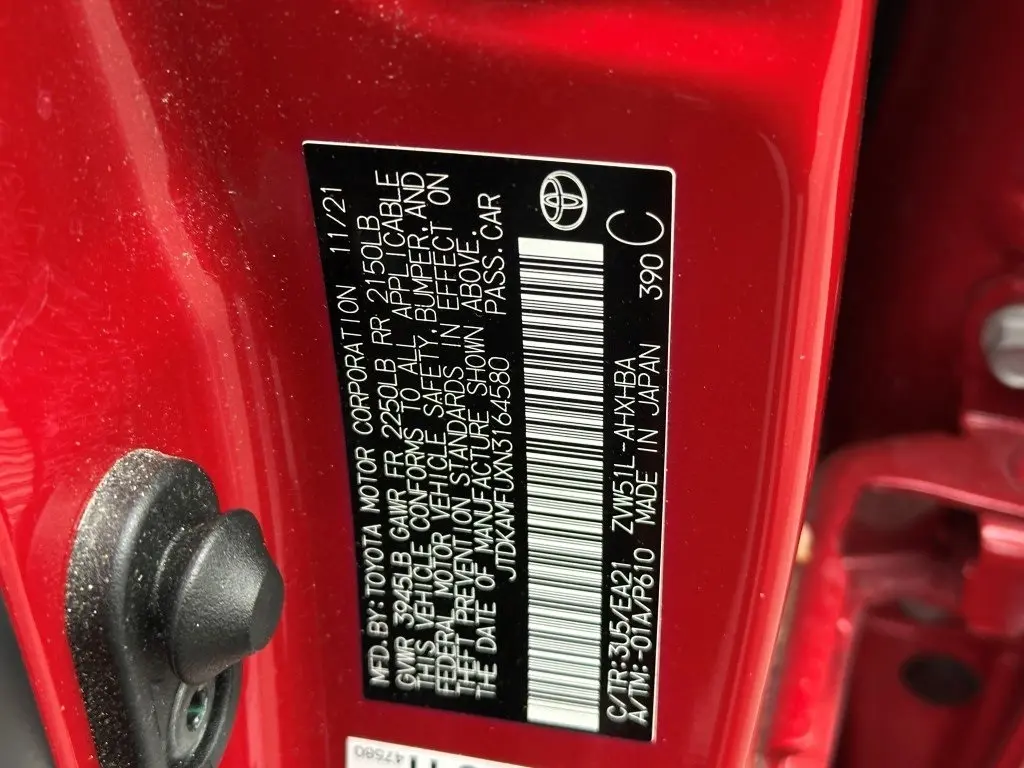 MFD. BY: TOYOTA MOTOR CORPORATION 11/21
GVWR 3945LB GAWR FR 2250LB RR 2150LB
THIS VEHICLE CONFORMS TO ALL APPLICABLE
FEDERAL MOTOR VEHICLE SAFETY, BUMPER, AND
THEFT PREVENTION STANDARDS IN EFFECT ON
THE DATE OF MANUFACTURE SHOWN ABOVE.
JTDKAMFUXN3164580 PASS. CAR
C/TR:3U5/EA21 ZVW51L-AHXHBA
A/TM:-01A/P610 MADE IN JAPAN 390 C
47580